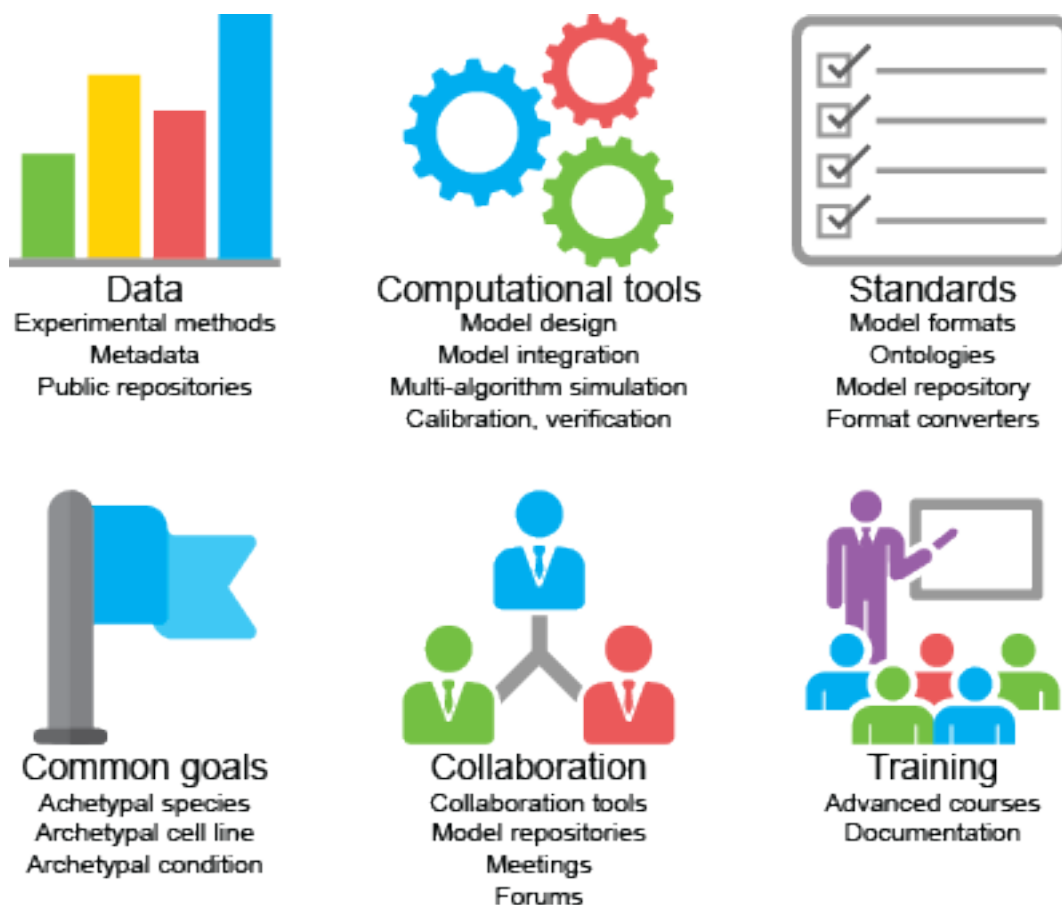 Data
Experimental methods
Metadata
Public repositories
Computational tools
Model design
Model integration
Multi-algorithm simulation
Calibration, verification
Standards
Model formats
Ontologies
Model repository
Format converters
Common goals
Achetypal species
Archetypal cell line
Archetypal condition
Collaboration
Collaboration tools
Model repositories
Meetings
Forums
Training
Advanced courses
Documentation